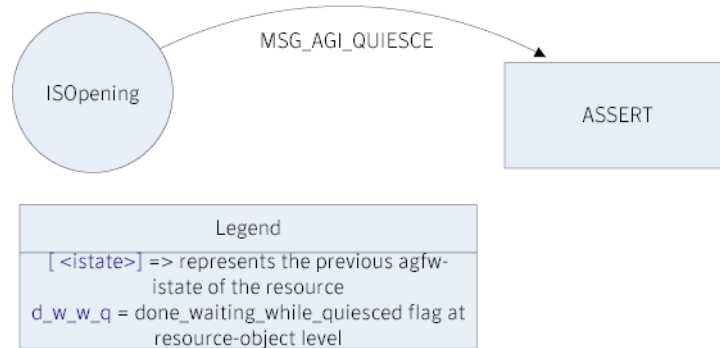 MSG_AGI_QUIESCE
ISOpening
ASSERT
Legend
[ <istate>] => represents the previous agfw-
istate of the resource
d_w_w_q = done_waiting_while_quiesced flag at
resource-object level